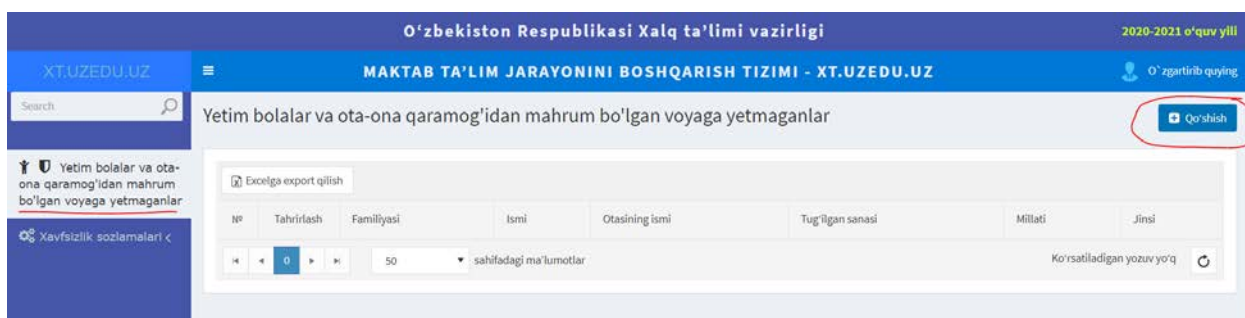 O‘zbekiston Respublikasi Xalq ta’limi vazirligi
2020-2021 o‘quv yili
XT.UZEDU.UZ
MAKTAB TA’LIM JARAYONINI BOSHQARISH TIZIMI - XT.UZEDU.UZ
O`zgartirib quying
Search
Yetim bolalar va ota-ona qaramog'idan mahrum bo'lgan voyaga yetmaganlar
Qo'shish
Yetim bolalar va ota-
ona qaramog'idan mahrum
bo'lgan voyaga yetmaganlar
Xavfsizlik sozlamalari <
Excelga export qilish
№ Tahrirlash Familiyasi Ismi Otasining ismi Tug'ilgan sanasi Millati Jinsi
0 50 sahifadagi ma'lumotlar Ko'rsatiladigan yozuv yo'q